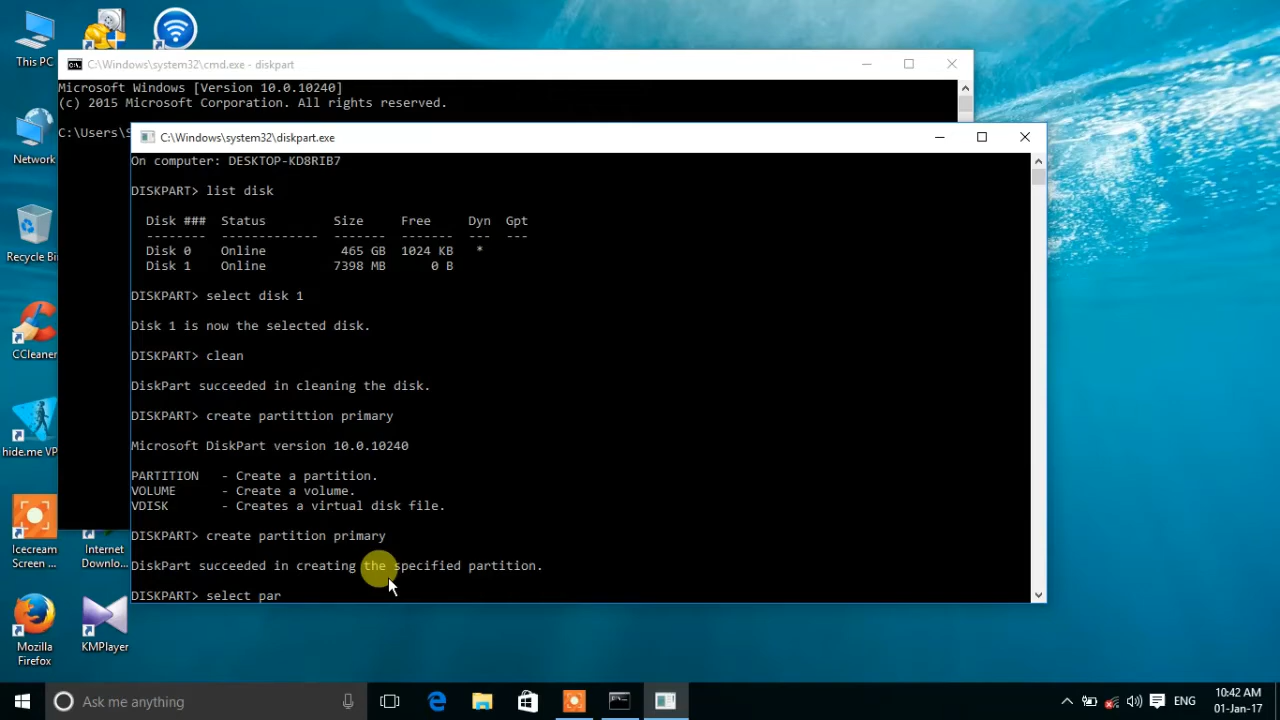 This PC
Network
Recycle Bi
CCleaner
hide.me VP
Icecream
Screen ...
Internet
Downlo...
Mozilla
Firefox
KMPlayer
C:\Windows\system32\cmd.exe - diskpart
Microsoft Windows [Version 10.0.10240]
(c) 2015 Microsoft Corporation. All rights reserved.
C:\Users\S
C:\Windows\system32\diskpart.exe
On computer: DESKTOP-KD8RIB7
DISKPART> list disk
Disk ### Status Size Free Dyn Gpt
-------- ------------- ------- ------- --- ---
Disk 0 Online 465 GB 1024 KB *
Disk 1 Online 7398 MB 0 B
DISKPART> select disk 1
Disk 1 is now the selected disk.
DISKPART> clean
DiskPart succeeded in cleaning the disk.
DISKPART> create partittion primary
Microsoft DiskPart version 10.0.10240
PARTITION - Create a partition.
VOLUME - Create a volume.
VDISK - Creates a virtual disk file.
DISKPART> create partition primary
DiskPart succeeded in creating the specified partition.
DISKPART> select par
Ask me anything
ENG
10:42 AM
01-Jan-17